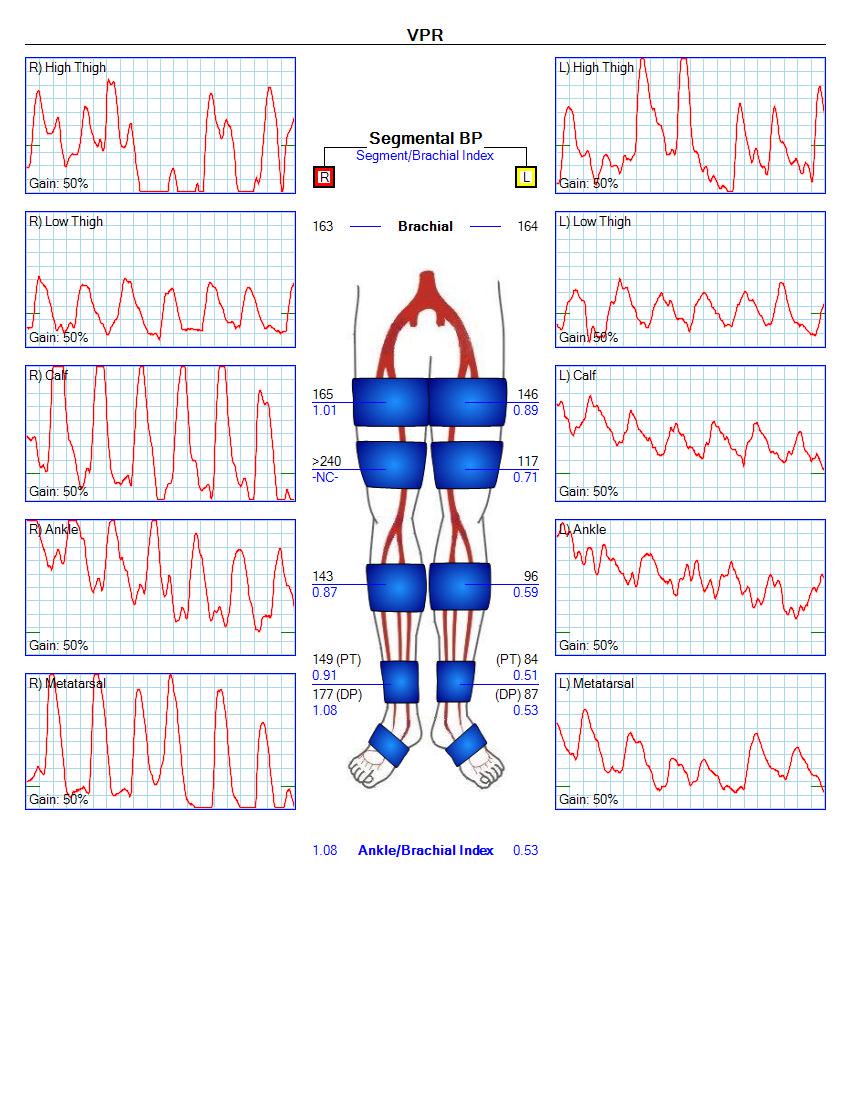 VPR
R) High Thigh
Gain: 50%
R) Low Thigh
Gain: 50%
R) Calf
Gain: 50%
R) Ankle
Gain: 50%
R) Metatarsal
Gain: 50%
Segmental BP
Segment/Brachial Index
R
L
163 Brachial 164
165 146
1.01 0.89
>240 117
-NC- 0.71
143 96
0.87 0.59
149 (PT) (PT) 84
0.91 0.51
177 (DP) (DP) 87
1.08 0.53
1.08 Ankle/Brachial Index 0.53
L) High Thigh
Gain: 50%
L) Low Thigh
Gain: 50%
L) Calf
Gain: 50%
L) Ankle
Gain: 50%
L) Metatarsal
Gain: 50%